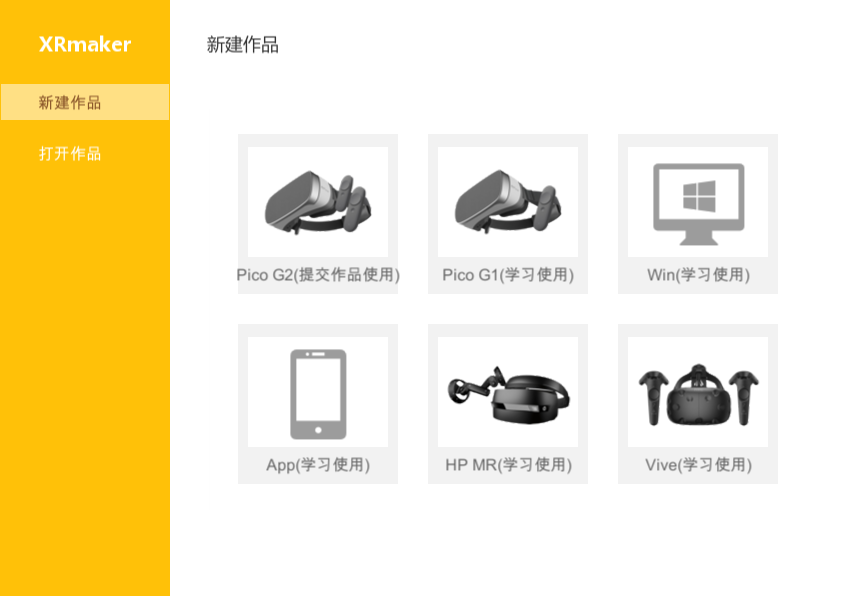 XRmaker
新建作品
打开作品
新建作品
Pico G2(提交作品使用)
Pico G1(学习使用)
Win(学习使用)
App(学习使用)
HP MR(学习使用)
Vive(学习使用)